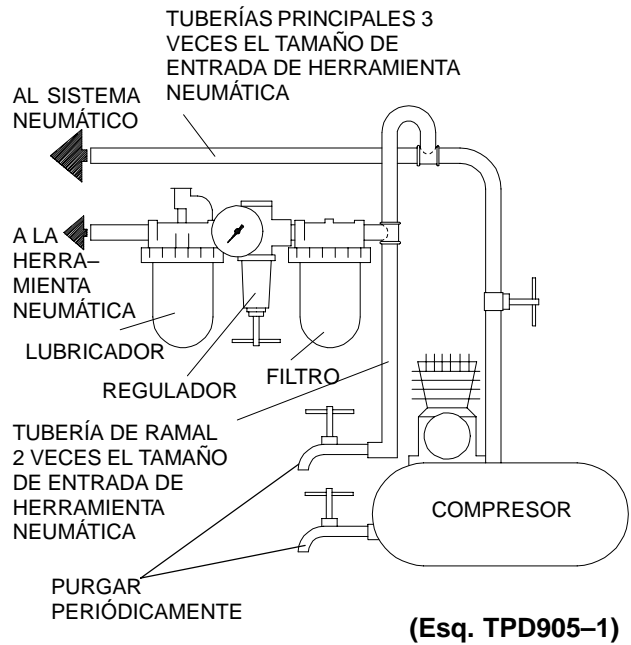 TUBERÍAS PRINCIPALES 3
VECES EL TAMAÑO DE
ENTRADA DE HERRAMIENTA
NEUMÁTICA
AL SISTEMA
NEUMÁTICO
A LA
HERRA–
MIENTA
NEUMÁTICA
LUBRICADOR
REGULADOR
FILTRO
TUBERÍA DE RAMAL
2 VECES EL TAMAÑO
DE ENTRADA DE
HERRAMIENTA
NEUMÁTICA
COMPRESOR
PURGAR
PERIÓDICAMENTE
(Esq. TPD905–1)